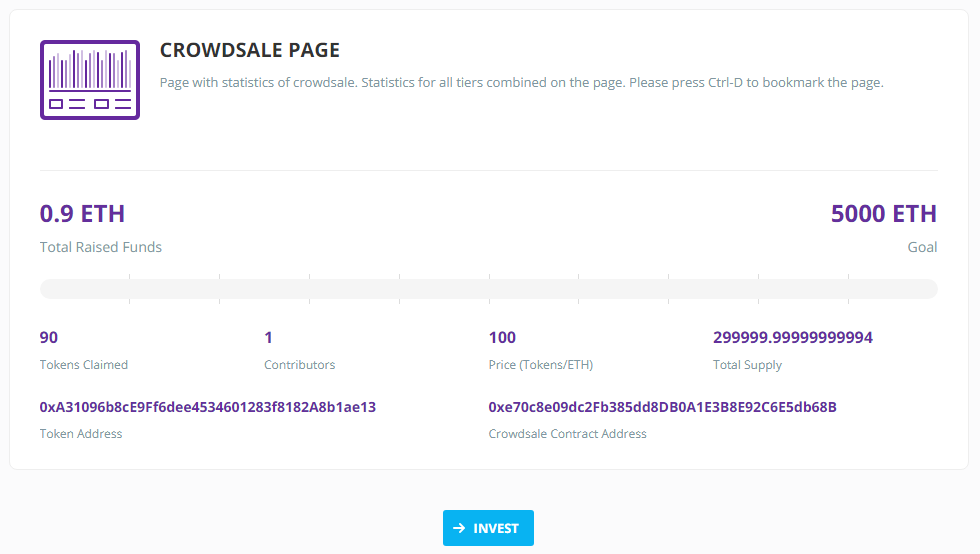 CROWDSALE PAGE
Page with statistics of crowdsale. Statistics for all tiers combined on the page. Please press Ctrl-D to bookmark the page.
0.9 ETH
5000 ETH
Total Raised Funds
Goal
90
1
100
299999.99999999994
Tokens Claimed
Contributors
Price (Tokens/ETH)
Total Supply
0xA31096b8cE9Ff6dee4534601283f8182A8b1ae13
0xe70c8e09dc2Fb385dd8DB0A1E3B8E92C6E5db68B
Token Address
Crowdsale Contract Address
INVEST